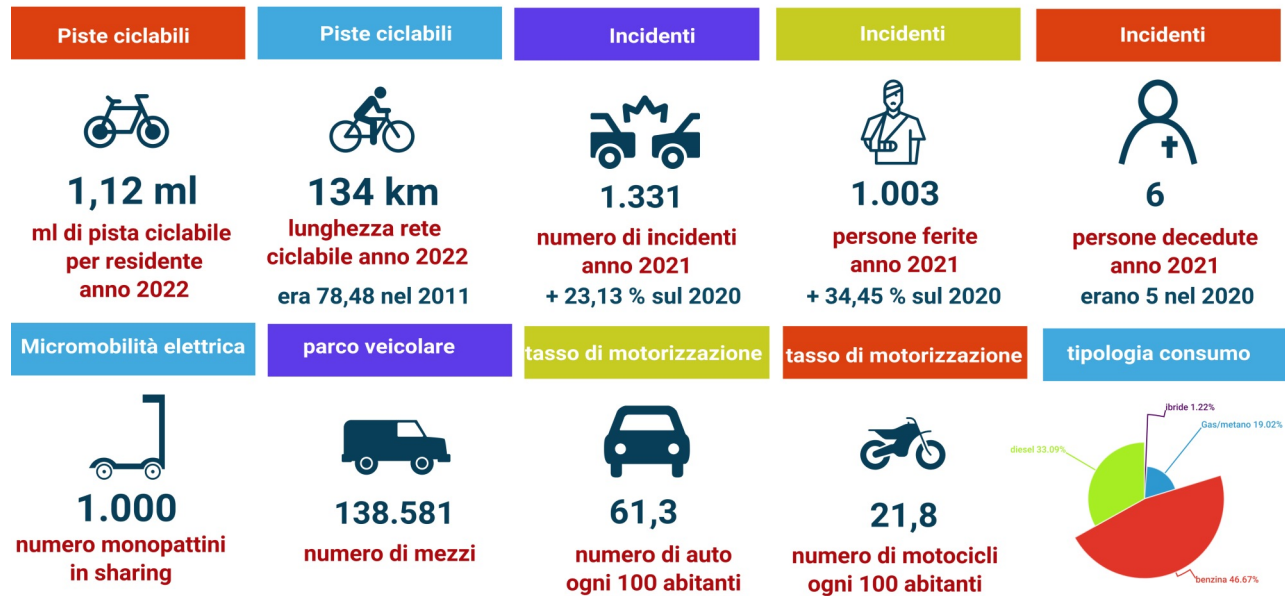 Piste ciclabili
1,12 ml
ml di pista ciclabile
per residente
anno 2022
Piste ciclabili
134 km
lunghezza rete
ciclabile anno 2022
era 78,48 nel 2011
Incidenti
1.331
numero di incidenti
anno 2021
+ 23,13 % sul 2020
Incidenti
1.003
persone ferite
anno 2021
+ 34,45 % sul 2020
Incidenti
6
persone decedute
anno 2021
erano 5 nel 2020
Micromobilità elettrica
1.000
numero monopattini
in sharing
parco veicolare
138.581
numero di mezzi
tasso di motorizzazione
61,3
numero di auto
ogni 100 abitanti
tasso di motorizzazione
21,8
numero di motocicli
ogni 100 abitanti
tipologia consumo
ibride 1.22%
Gas/metano 19.02%
diesel 33.09%
benzina 46.67%